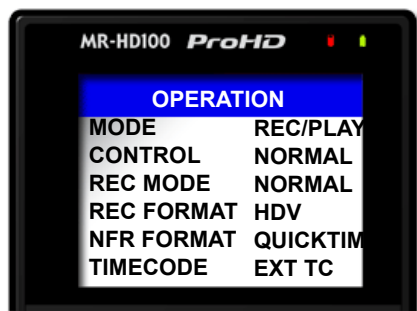 MR-HD100 ProHD
OPERATION
MODE REC/PLAY
CONTROL NORMAL
REC MODE NORMAL
REC FORMAT HDV
NFR FORMAT QUICKTIM
TIMECODE EXT TC